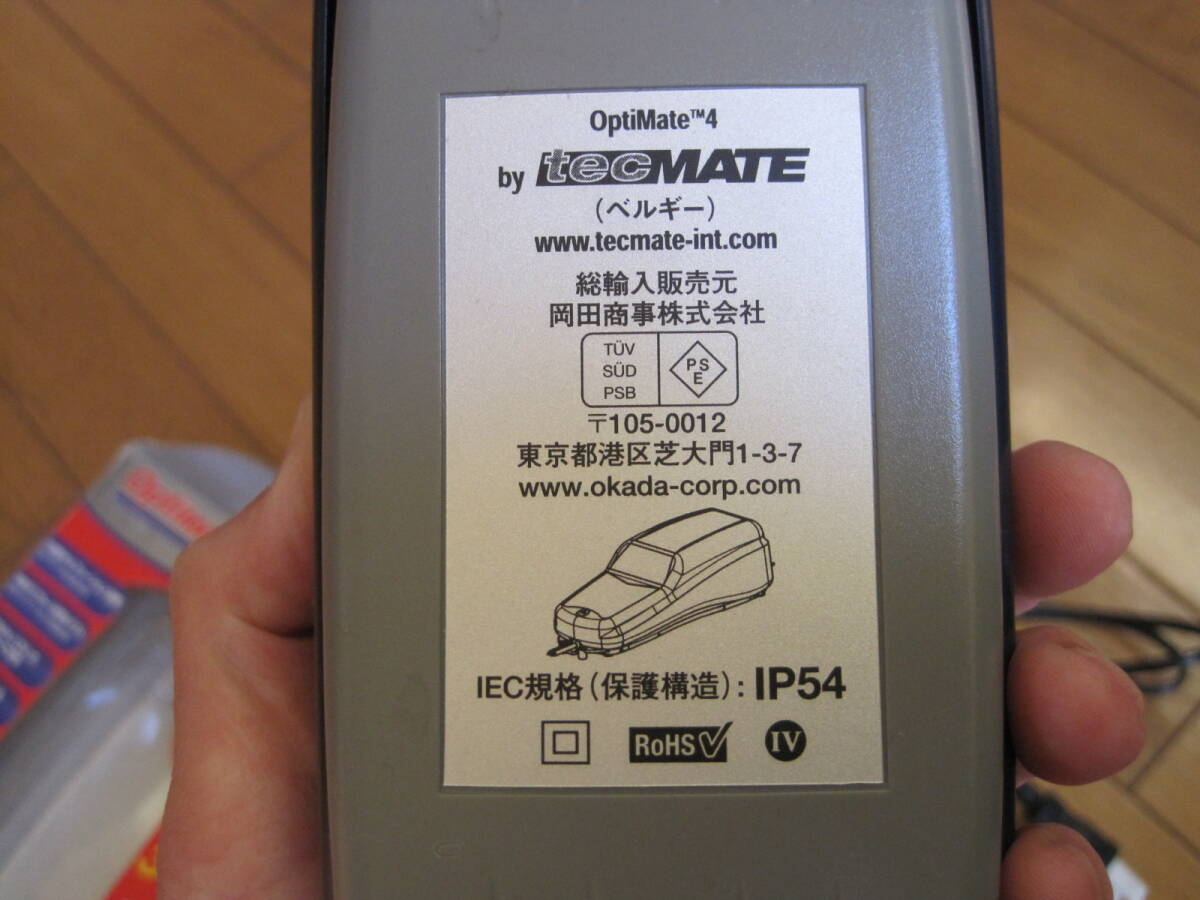 OptiMate™4
by tecMATE
(ベルギー)
www.tecmate-int.com
総輸入販売元
岡田商事株式会社
TÜV
SÜD
PSB
PS
E
〒105-0012
東京都港区芝大門1-3-7
www.okada-corp.com
IEC規格(保護構造):IP54
RoHS
IV